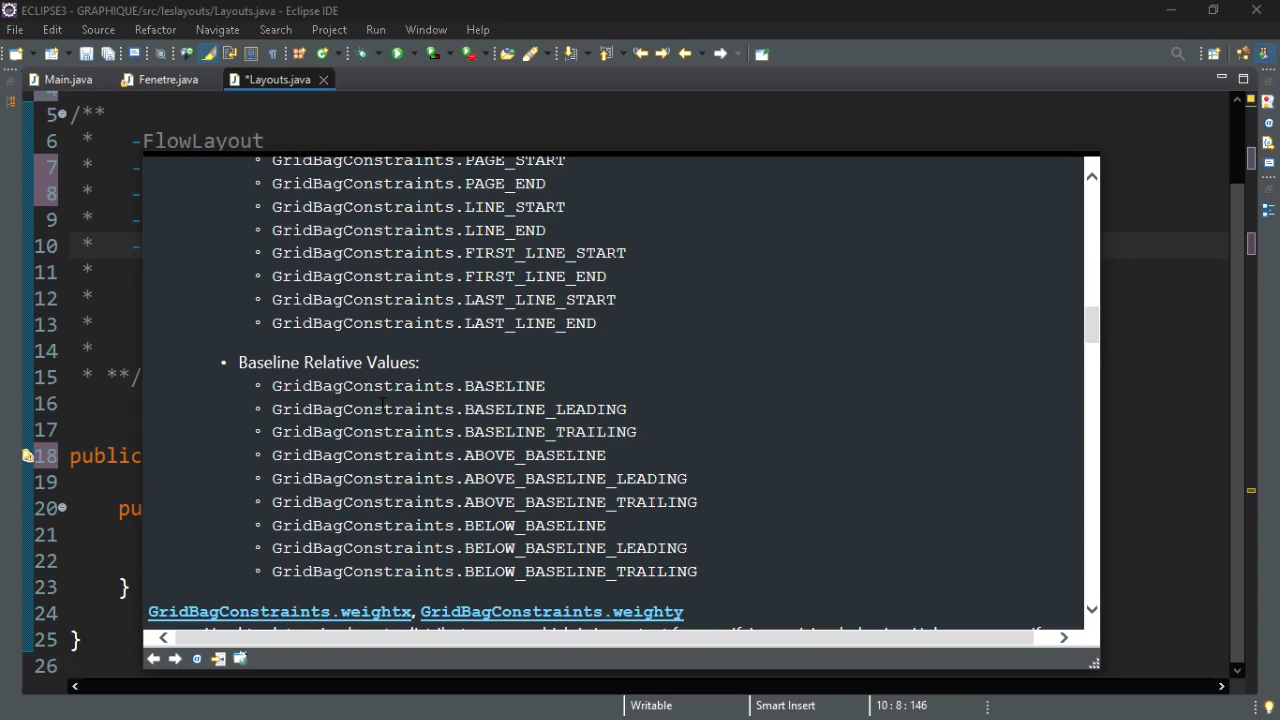 ECLIPSE3 - GRAPHIQUE/src/leslayouts/Layouts.java - Eclipse IDE
File Edit Source Refactor Navigate Search Project Run Window Help
Main.java Fenetre.java *Layouts.java
5 /**
6 * -FlowLayout
7 * -
8 * -
9 * -
10 * -
11 *
12 *
13 *
14 *
15 * **/
16
17
18 public
19
20 pu
21
22
23 }
24
25 }
26
◦ GridBagConstraints.PAGE_START
◦ GridBagConstraints.PAGE_END
◦ GridBagConstraints.LINE_START
◦ GridBagConstraints.LINE_END
◦ GridBagConstraints.FIRST_LINE_START
◦ GridBagConstraints.FIRST_LINE_END
◦ GridBagConstraints.LAST_LINE_START
◦ GridBagConstraints.LAST_LINE_END
• Baseline Relative Values:
◦ GridBagConstraints.BASELINE
◦ GridBagConstraints.BASELINE_LEADING
◦ GridBagConstraints.BASELINE_TRAILING
◦ GridBagConstraints.ABOVE_BASELINE
◦ GridBagConstraints.ABOVE_BASELINE_LEADING
◦ GridBagConstraints.ABOVE_BASELINE_TRAILING
◦ GridBagConstraints.BELOW_BASELINE
◦ GridBagConstraints.BELOW_BASELINE_LEADING
◦ GridBagConstraints.BELOW_BASELINE_TRAILING
GridBagConstraints.weightx, GridBagConstraints.weighty
Writable Smart Insert 10 : 8 : 146